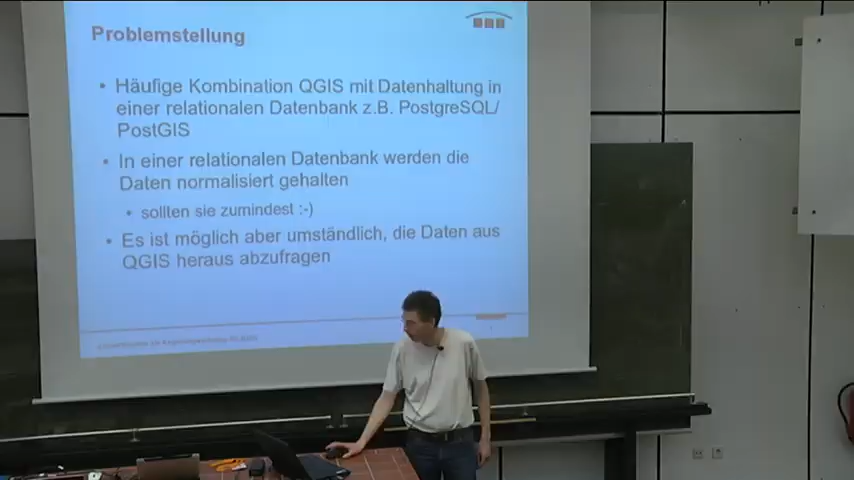 Problemstellung
• Häufige Kombination QGIS mit Datenhaltung in
einer relationalen Datenbank z.B. PostgreSQL/
PostGIS
• In einer relationalen Datenbank werden die
Daten normalisiert gehalten
• sollten sie zumindest :-)
• Es ist möglich aber umständlich, die Daten aus
QGIS heraus abzufragen